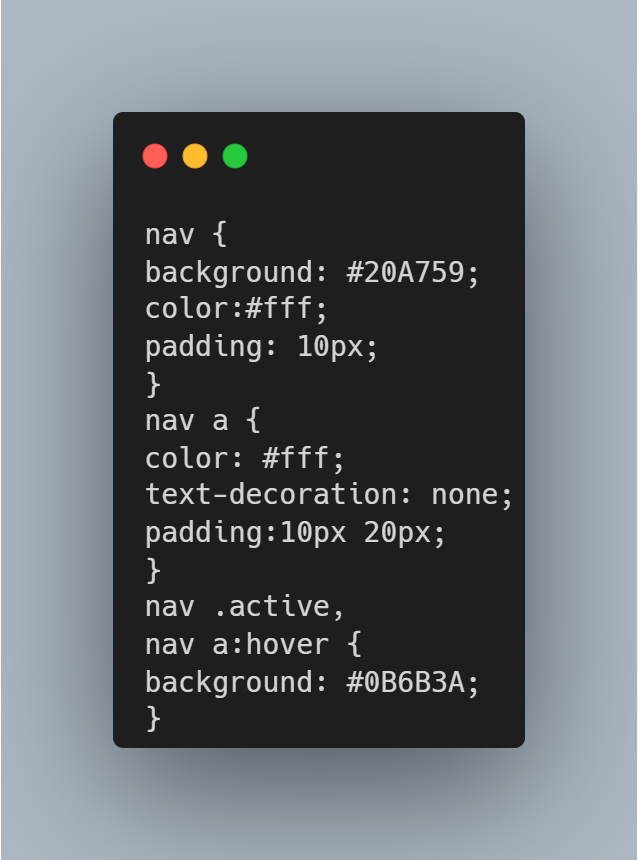 nav {
background: #20A759;
color:#fff;
padding: 10px;
}
nav a {
color: #fff;
text-decoration: none;
padding:10px 20px;
}
nav .active,
nav a:hover {
background: #0B6B3A;
}